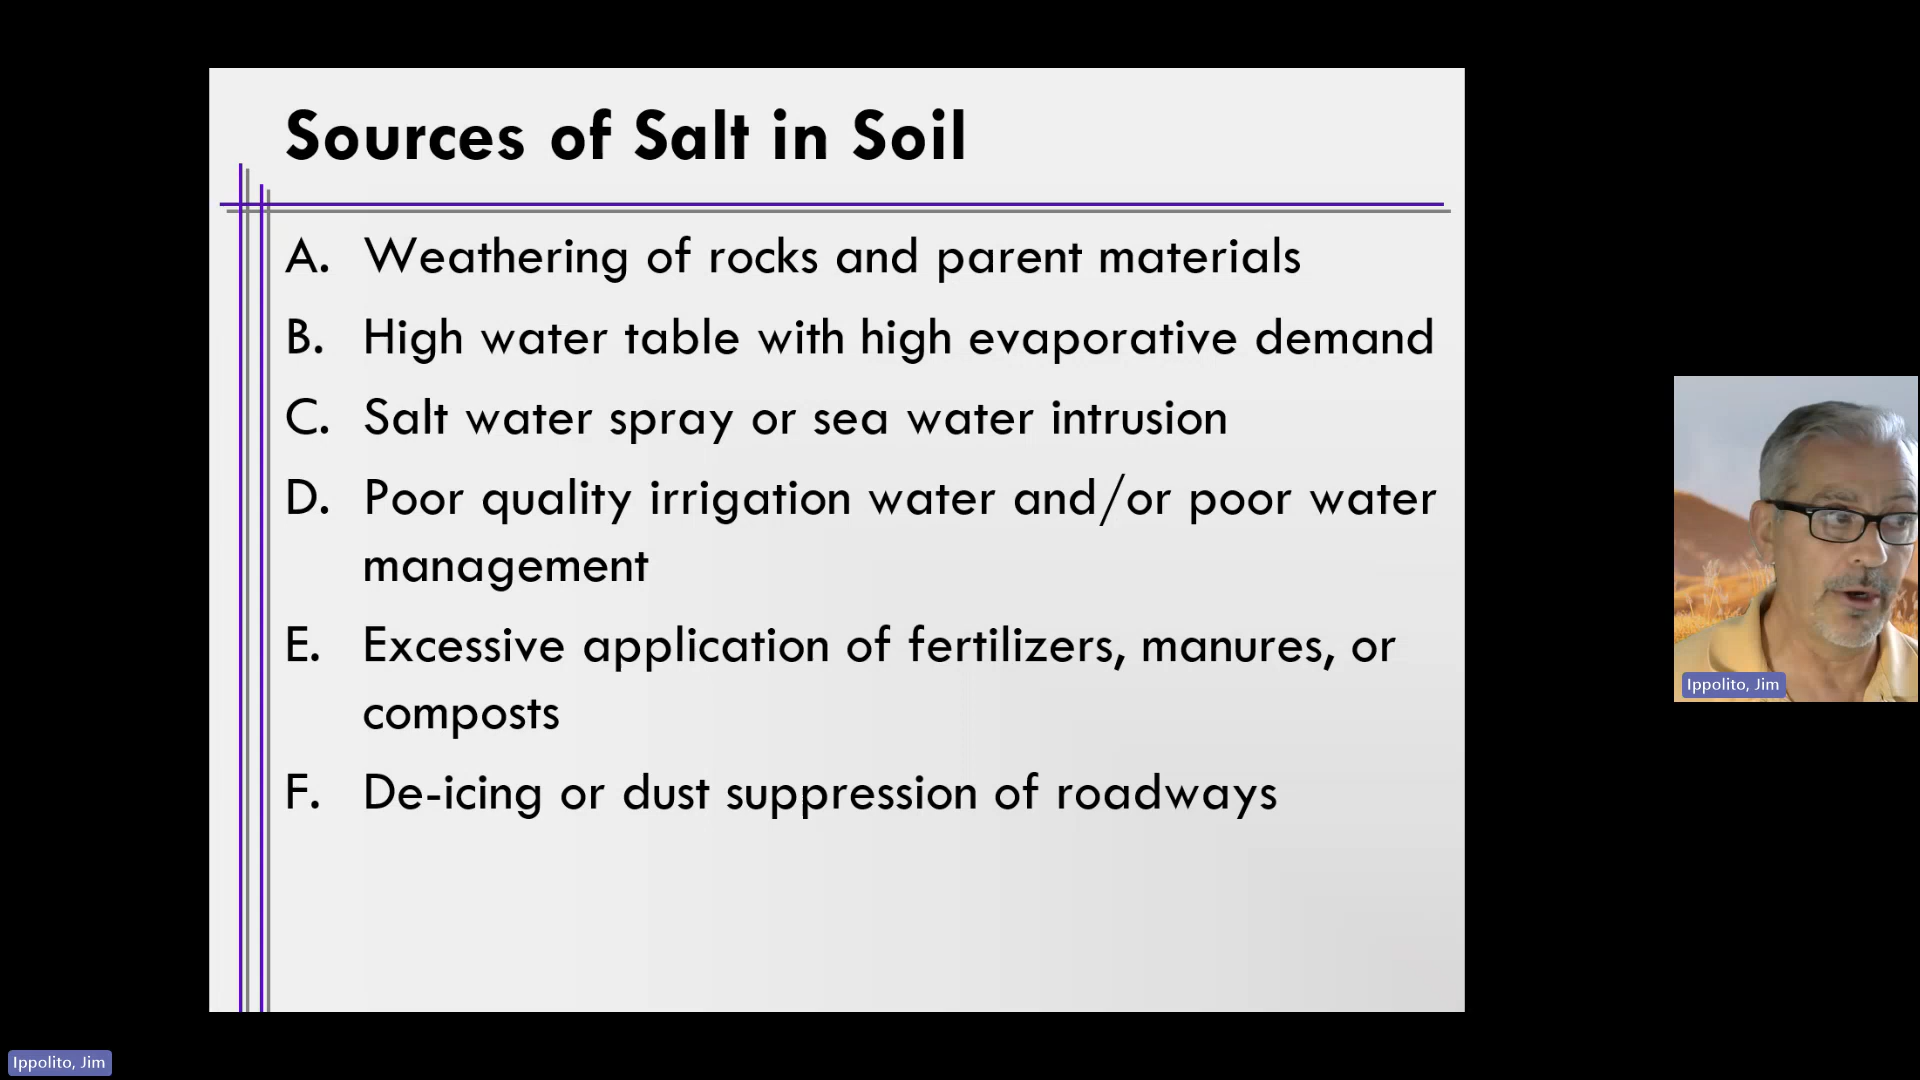 Sources of Salt in Soil
A. Weathering of rocks and parent materials
B. High water table with high evaporative demand
C. Salt water spray or sea water intrusion
D. Poor quality irrigation water and/or poor water
management
E. Excessive application of fertilizers, manures, or
composts
F. De-icing or dust suppression of roadways
Ippolito, Jim
Ippolito, Jim